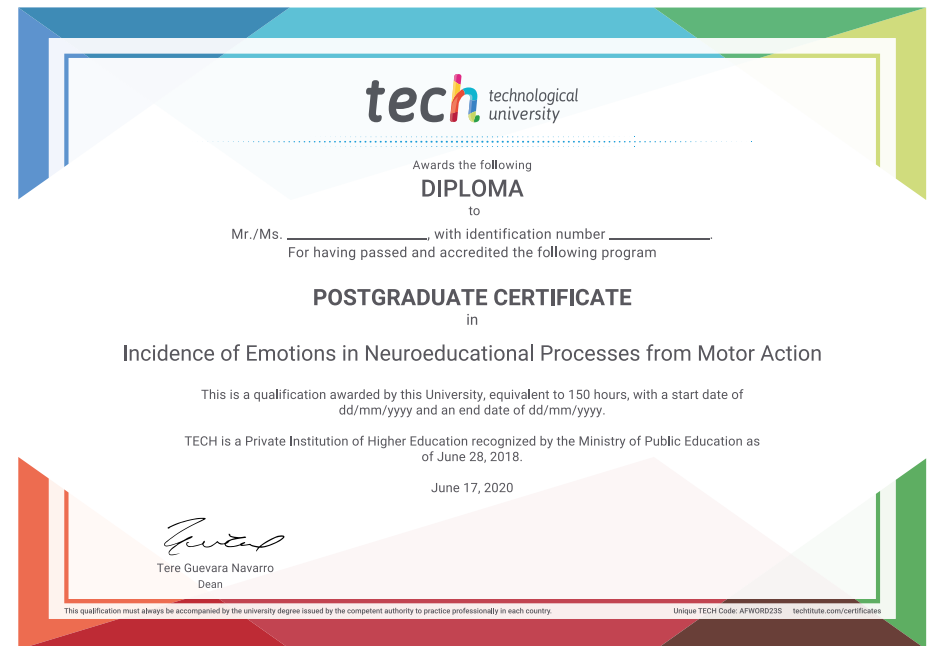 tech technological
university
Awards the following
DIPLOMA
to
Mr./Ms. ____________________, with identification number ______________.
For having passed and accredited the following program
POSTGRADUATE CERTIFICATE
in
Incidence of Emotions in Neuroeducational Processes from Motor Action
This is a qualification awarded by this University, equivalent to 150 hours, with a start date of
dd/mm/yyyy and an end date of dd/mm/yyyy.
TECH is a Private Institution of Higher Education recognized by the Ministry of Public Education as
of June 28, 2018.
June 17, 2020
Tere Guevara Navarro
Dean
This qualification must always be accompanied by the university degree issued by the competent authority to practice professionally in each country.
Unique TECH Code: AFWORD23S techtitute.com/certificates